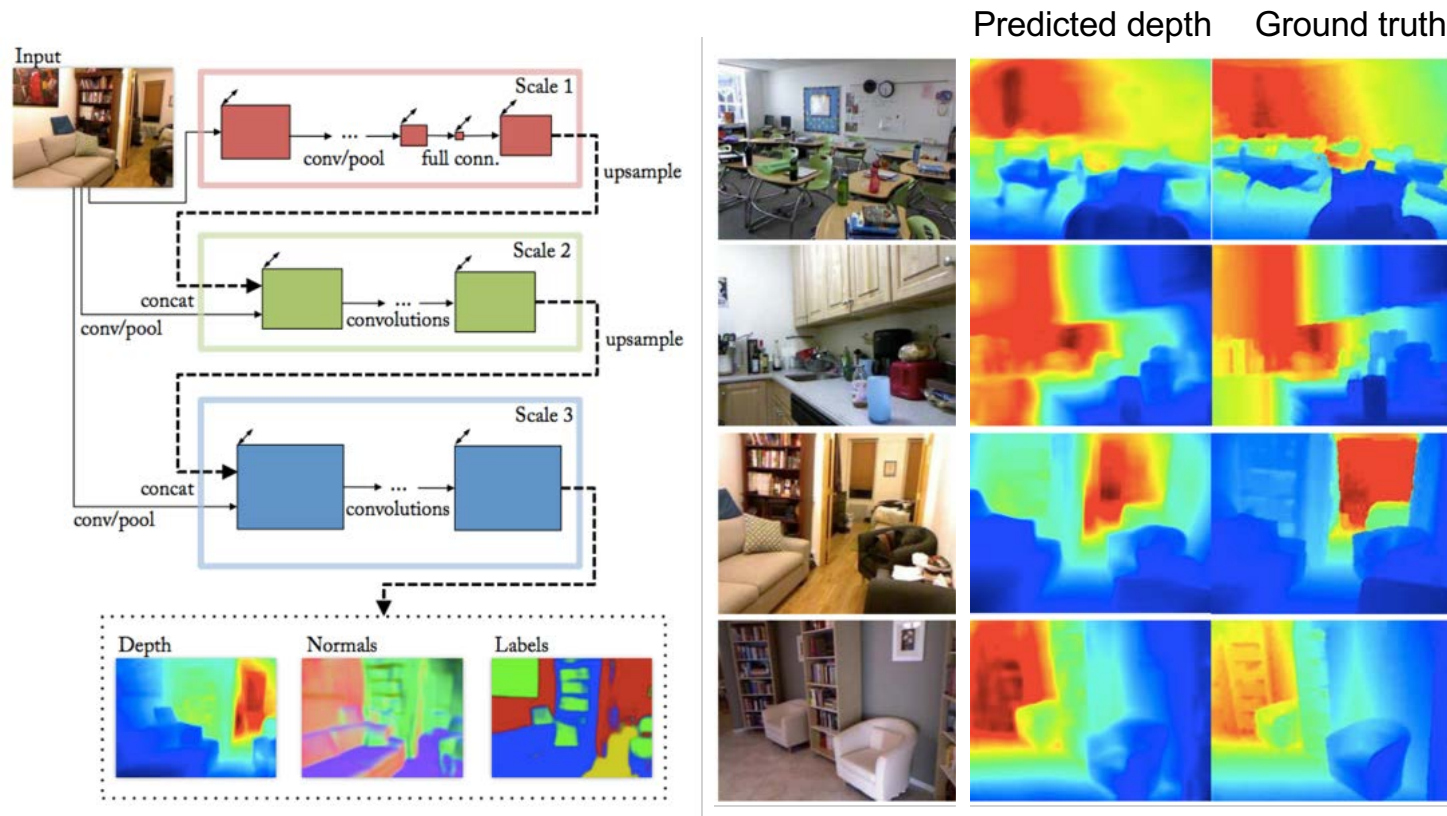 Predicted depth
Ground truth
Input
Scale 1
conv/pool
full conn.
upsample
Scale 2
concat
convolutions
conv/pool
upsample
Scale 3
concat
convolutions
conv/pool
Depth
Normals
Labels